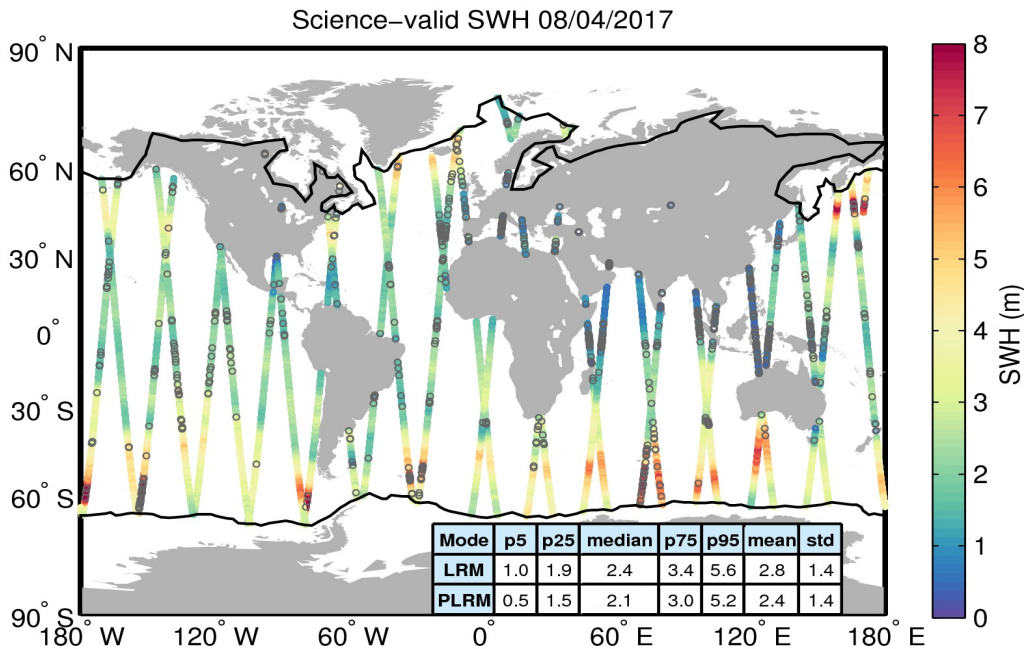 Science−valid SWH 08/04/2017
90° N
60° N
30° N
0°
30° S
60° S
90° S
180° W 120° W 60° W 0° 60° E 120° E 180° E
8
7
6
5
4
3
2
1
0
SWH (m)
Mode p5 p25 median p75 p95 mean std
LRM 1.0 1.9 2.4 3.4 5.6 2.8 1.4
PLRM 0.5 1.5 2.1 3.0 5.2 2.4 1.4